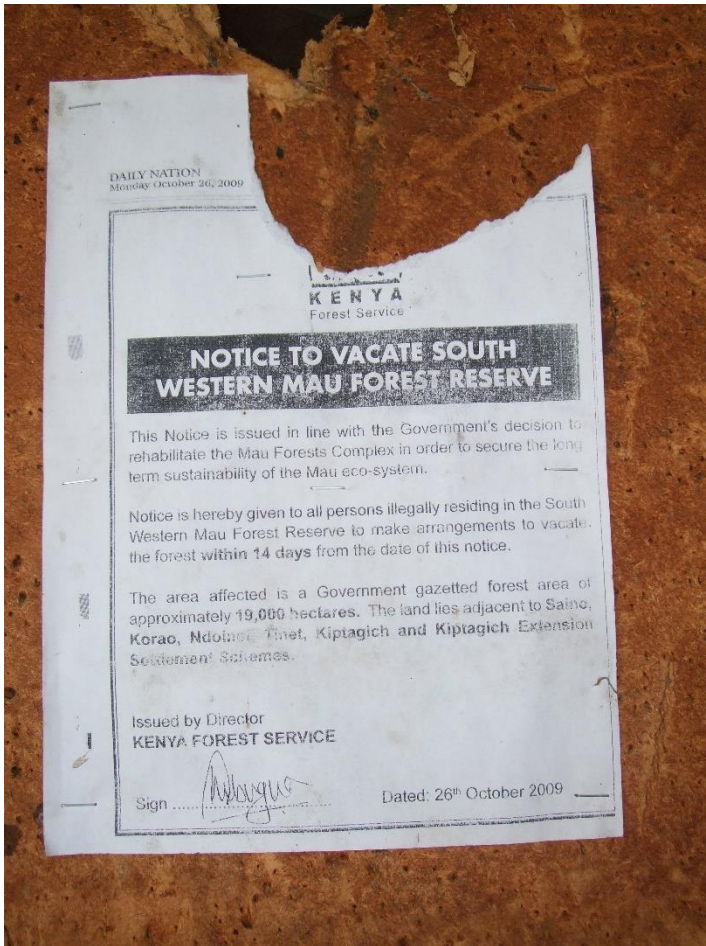 DAILY NATION
Monday October 26, 2009
KENYA
Forest Service
NOTICE TO VACATE SOUTH
WESTERN MAU FOREST RESERVE
This Notice is issued in line with the Government's decision to
rehabilitate the Mau Forests Complex in order to secure the long
term sustainability of the Mau eco-system.
Notice is hereby given to all persons illegally residing in the South
Western Mau Forest Reserve to make arrangements to vacate
the forest within 14 days from the date of this notice.
The area affected is a Government gazetted forest area of
approximately 19,000 hectares. The land lies adjacent to Saino,
Korao, Tinet, Kiptagich and Kiptagich Extension
Settlement Schemes.
Issued by Director
KENYA FOREST SERVICE
Sign ........................
Dated: 26th October 2009